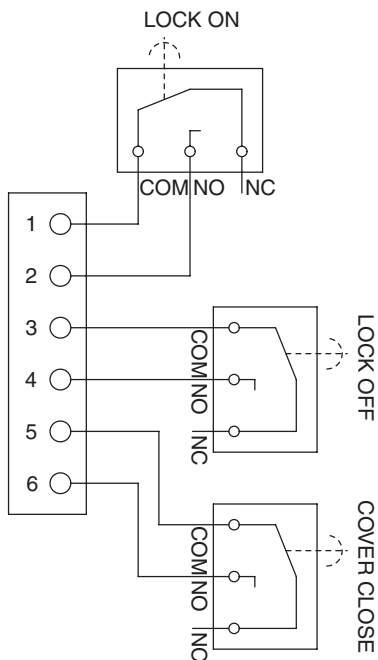 LOCK ON
COM NO NC
1
2
3
4
5
6
COM NO
NC
LOCK OFF
COM NO
NC
COVER CLOSE